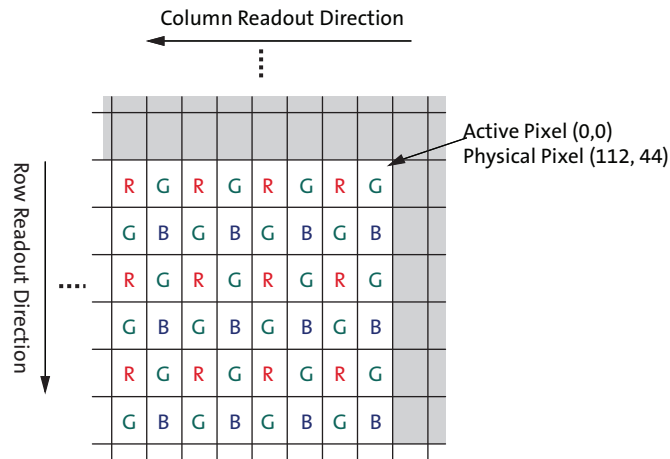 Column Readout Direction
Active Pixel (0,0)
Physical Pixel (112, 44)
Row Readout Direction
R G R G R G R G
G B G B G B G B
R G R G R G R G
G B G B G B G B
R G R G R G R G
G B G B G B G B